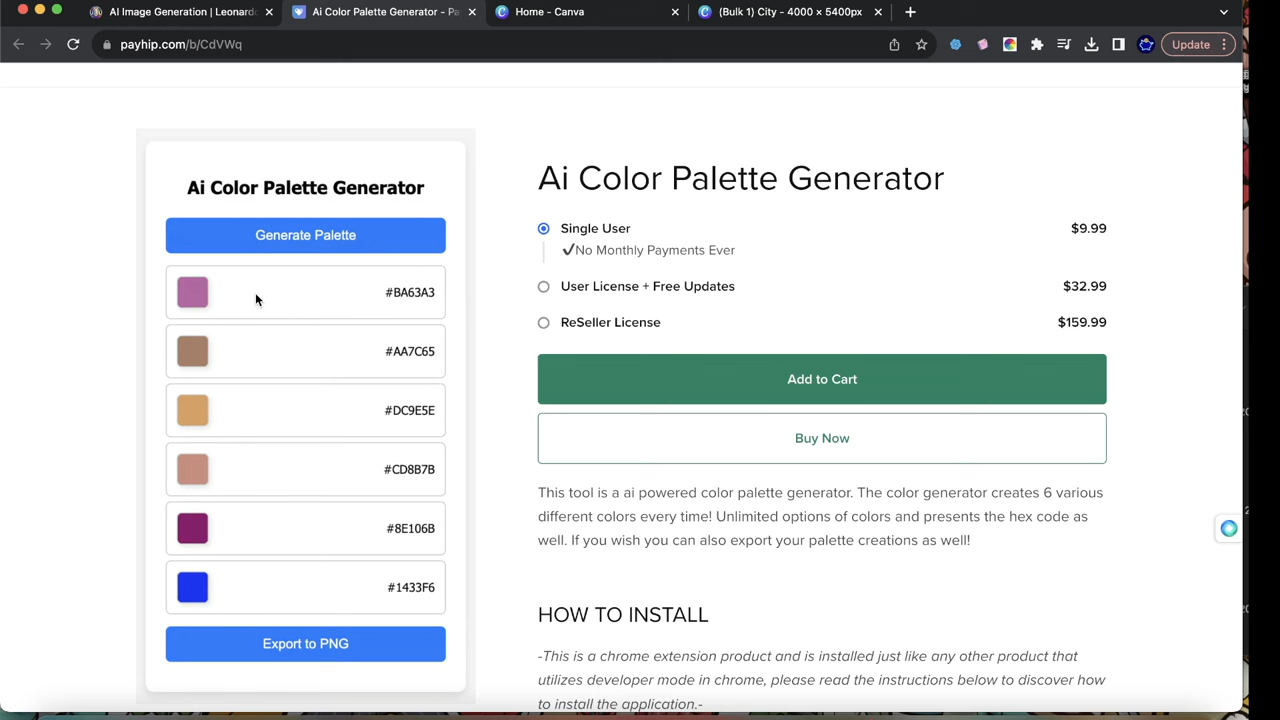 AI Image Generation | Leonardo
Ai Color Palette Generator - Pa
Home - Canva
(Bulk 1) City - 4000 × 5400px
payhip.com/b/CdVWq
Update
Ai Color Palette Generator
Generate Palette
#BA63A3
#AA7C65
#DC9E5E
#CD8B7B
#8E106B
#1433F6
Export to PNG
Ai Color Palette Generator
Single User $9.99
✔No Monthly Payments Ever
User License + Free Updates $32.99
ReSeller License $159.99
Add to Cart
Buy Now
This tool is a ai powered color palette generator. The color generator creates 6 various
different colors every time! Unlimited options of colors and presents the hex code as
well. If you wish you can also export your palette creations as well!
HOW TO INSTALL
-This is a chrome extension product and is installed just like any other product that
utilizes developer mode in chrome, please read the instructions below to discover how
to install the application.-